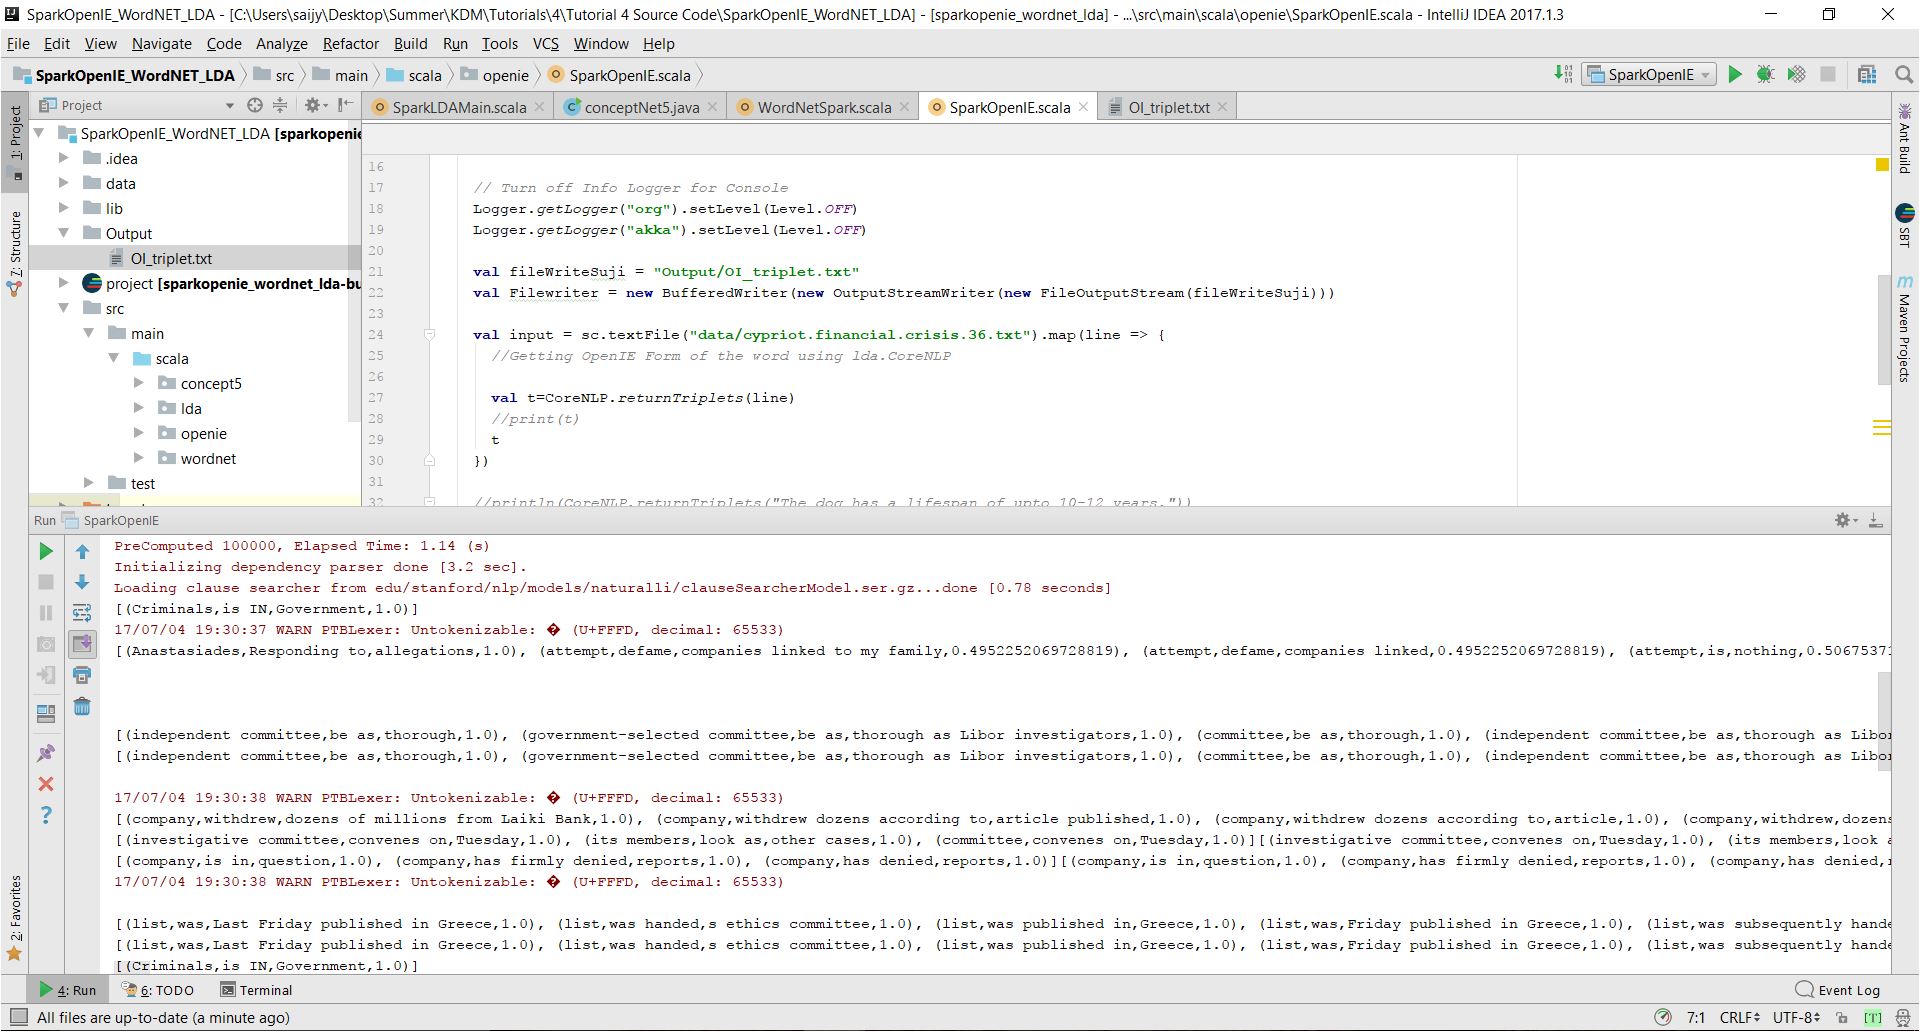 SparkOpenIE_WordNET_LDA - [C:\Users\saijy\Desktop\Summer\KDM\Tutorials\4\Tutorial 4 Source Code\SparkOpenIE_WordNET_LDA] - [sparkopenie_wordnet_lda] - ...\src\main\scala\openie\SparkOpenIE.scala - IntelliJ IDEA 2017.1.3
File Edit View Navigate Code Analyze Refactor Build Run Tools VCS Window Help
SparkOpenIE_WordNET_LDA src main scala openie SparkOpenIE.scala
SparkOpenIE
Project
SparkLDAMain.scala conceptNet5.java WordNetSpark.scala SparkOpenIE.scala OI_triplet.txt
1: Project
7: Structure
2: Favorites
SparkOpenIE_WordNET_LDA [sparkopenie
.idea
data
lib
Output
OI_triplet.txt
project [sparkopenie_wordnet_lda-bu
src
main
scala
concept5
lda
openie
wordnet
test
16
17 // Turn off Info Logger for Console
18 Logger.getLogger("org").setLevel(Level.OFF)
19 Logger.getLogger("akka").setLevel(Level.OFF)
20
21 val fileWriteSuji = "Output/OI_triplet.txt"
22 val Filewriter = new BufferedWriter(new OutputStreamWriter(new FileOutputStream(fileWriteSuji)))
23
24 val input = sc.textFile("data/cypriot.financial.crisis.36.txt").map(line => {
25 //Getting OpenIE Form of the word using lda.CoreNLP
26
27 val t=CoreNLP.returnTriplets(line)
28 //print(t)
29 t
30 })
31
32 //println(CoreNLP.returnTriplets("The dog has a lifespan of upto 10-12 years."))
Ant Build
SBT
Maven Projects
Run SparkOpenIE
PreComputed 100000, Elapsed Time: 1.14 (s)
Initializing dependency parser done [3.2 sec].
Loading clause searcher from edu/stanford/nlp/models/naturalli/clauseSearcherModel.ser.gz...done [0.78 seconds]
[(Criminals,is IN,Government,1.0)]
17/07/04 19:30:37 WARN PTBLexer: Untokenizable: � (U+FFFD, decimal: 65533)
[(Anastasiades,Responding to,allegations,1.0), (attempt,defame,companies linked to my family,0.4952252069728819), (attempt,defame,companies linked,0.4952252069728819), (attempt,is,nothing,0.50675371
[(independent committee,be as,thorough,1.0), (government-selected committee,be as,thorough as Libor investigators,1.0), (committee,be as,thorough,1.0), (independent committee,be as,thorough as Libor
[(independent committee,be as,thorough,1.0), (government-selected committee,be as,thorough as Libor investigators,1.0), (committee,be as,thorough,1.0), (independent committee,be as,thorough as Libor
17/07/04 19:30:38 WARN PTBLexer: Untokenizable: � (U+FFFD, decimal: 65533)
[(company,withdrew,dozens of millions from Laiki Bank,1.0), (company,withdrew dozens according to,article published,1.0), (company,withdrew dozens according to,article,1.0), (company,withdrew,dozens
[(investigative committee,convenes on,Tuesday,1.0), (its members,look as,other cases,1.0), (committee,convenes on,Tuesday,1.0)][(investigative committee,convenes on,Tuesday,1.0), (its members,look a
[(company,is in,question,1.0), (company,has firmly denied,reports,1.0), (company,has denied,reports,1.0)][(company,is in,question,1.0), (company,has firmly denied,reports,1.0), (company,has denied,r
17/07/04 19:30:38 WARN PTBLexer: Untokenizable: � (U+FFFD, decimal: 65533)
[(list,was,Last Friday published in Greece,1.0), (list,was handed,s ethics committee,1.0), (list,was published in,Greece,1.0), (list,was,Friday published in Greece,1.0), (list,was subsequently hande
[(list,was,Last Friday published in Greece,1.0), (list,was handed,s ethics committee,1.0), (list,was published in,Greece,1.0), (list,was,Friday published in Greece,1.0), (list,was subsequently hande
[(Criminals,is IN,Government,1.0)]
4: Run 6: TODO Terminal Event Log
All files are up-to-date (a minute ago) 7:1 CRLF UTF-8 [T]